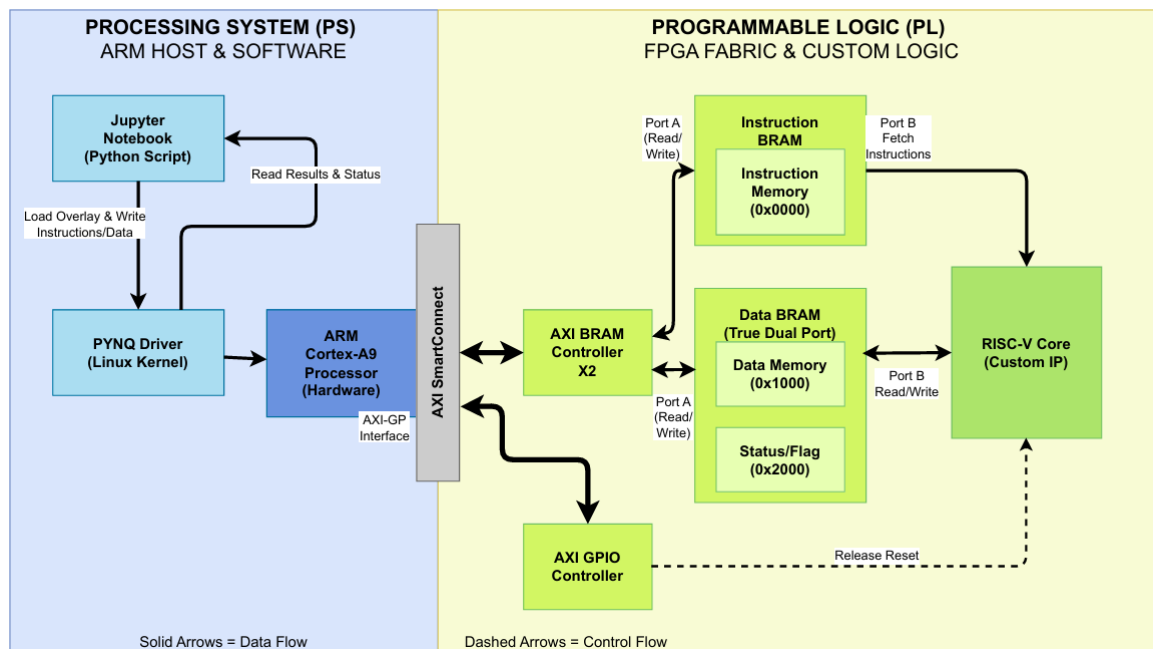 PROCESSING SYSTEM (PS)
ARM HOST & SOFTWARE
PROGRAMMABLE LOGIC (PL)
FPGA FABRIC & CUSTOM LOGIC
Jupyter
Notebook
(Python Script)
Read Results & Status
Load Overlay & Write
Instructions/Data
PYNQ Driver
(Linux Kernel)
ARM
Cortex-A9
Processor
(Hardware)
AXI-GP
Interface
AXI SmartConnect
AXI BRAM
Controller
X2
Port A
(Read/
Write)
Instruction
BRAM
Instruction
Memory
(0x0000)
Port B
Fetch
Instructions
Port A
(Read/
Write)
Data BRAM
(True Dual Port)
Data Memory
(0x1000)
Status/Flag
(0x2000)
Port B
Read/Write
RISC-V Core
(Custom IP)
AXI GPIO
Controller
Release Reset
Solid Arrows = Data Flow
Dashed Arrows = Control Flow